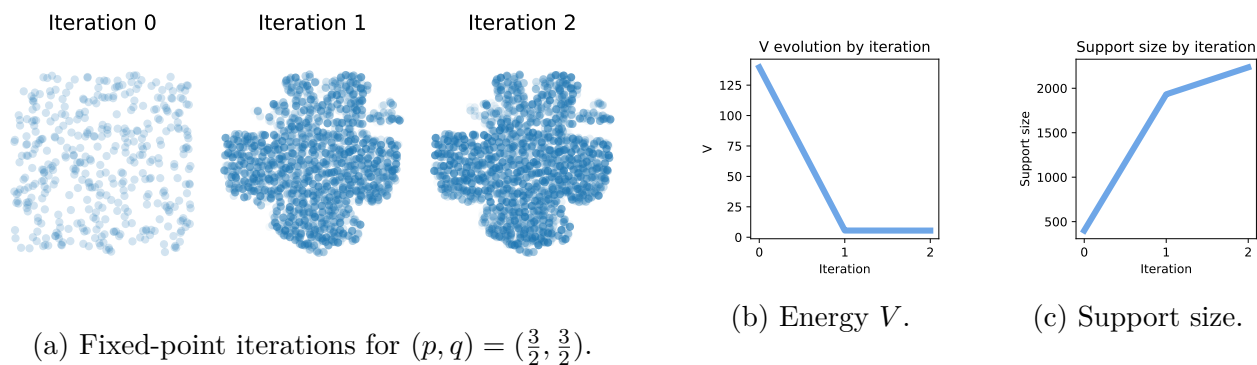 Iteration 0
Iteration 1
Iteration 2
(a) Fixed-point iterations for (p, q) = (3/2, 3/2).
V evolution by iteration
V
125
100
75
50
25
0
0 1 2
Iteration
(b) Energy V.
Support size by iteration
Support size
2000
1500
1000
500
0 1 2
Iteration
(c) Support size.